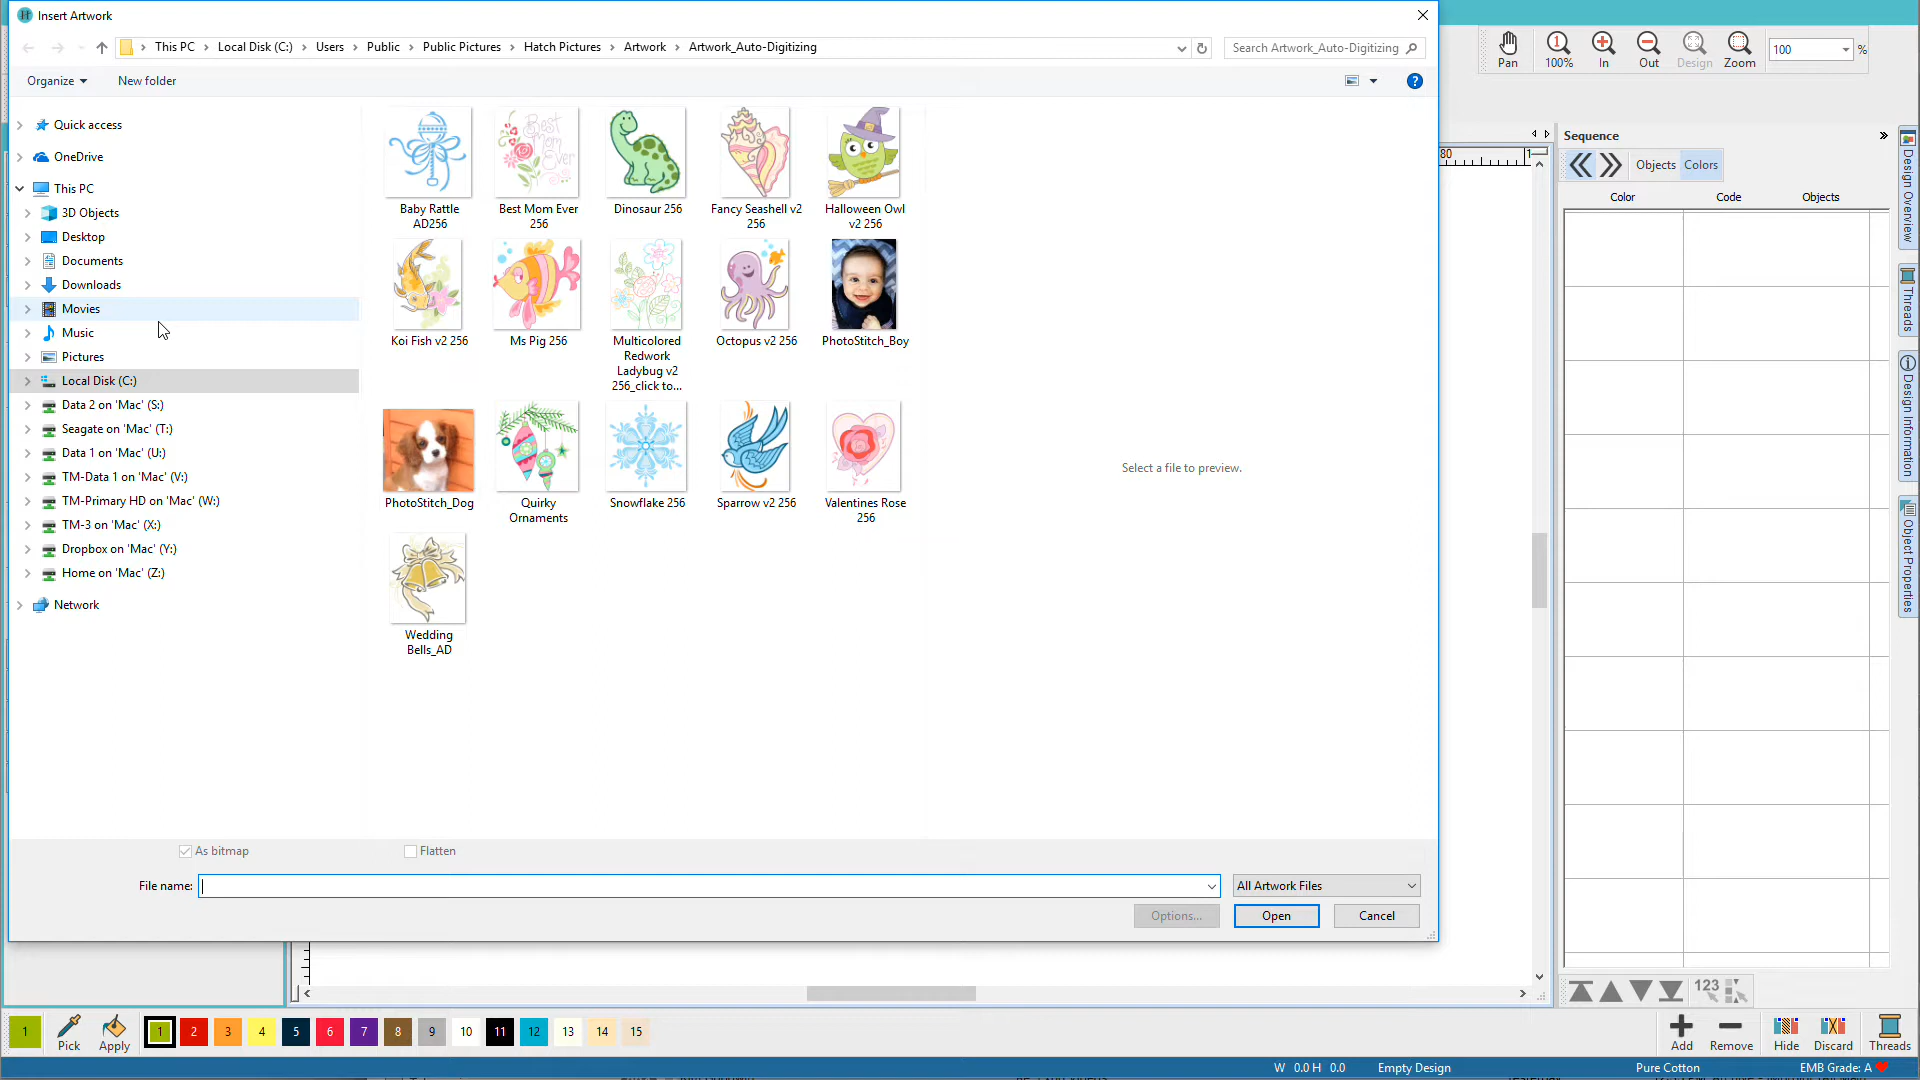 Insert Artwork
This PC > Local Disk (C:) > Users > Public > Public Pictures > Hatch Pictures > Artwork > Artwork_Auto-Digitizing
Search Artwork_Auto-Digitizing
Organize
New folder
Pan
100%
In
Out
Design
Zoom
100
%
Quick access
OneDrive
This PC
3D Objects
Desktop
Documents
Downloads
Movies
Music
Pictures
Local Disk (C:)
Data 2 on 'Mac' (S:)
Seagate on 'Mac' (T:)
Data 1 on 'Mac' (U:)
TM-Data 1 on 'Mac' (V:)
TM-Primary HD on 'Mac' (W:)
TM-3 on 'Mac' (X:)
Dropbox on 'Mac' (Y:)
Home on 'Mac' (Z:)
Network
Best
Mom
Ever
Baby Rattle
AD256
Best Mom Ever
256
Dinosaur 256
Fancy Seashell v2
256
Halloween Owl
v2 256
Koi Fish v2 256
Ms Pig 256
Multicolored
Redwork
Ladybug v2
256_click to...
Octopus v2 256
PhotoStitch_Boy
PhotoStitch_Dog
Quirky
Ornaments
Snowflake 256
Sparrow v2 256
Valentines Rose
256
Wedding
Bells_AD
Select a file to preview.
As bitmap
Flatten
File name:
All Artwork Files
Options...
Open
Cancel
80
Sequence
Objects
Colors
Color
Code
Objects
Design Overview
Threads
Design Information
Object Properties
123
1
Pick
Apply
1 2 3 4 5 6 7 8 9 10 11 12 13 14 15
Add
Remove
Hide
Discard
Threads
W 0.0 H 0.0
Empty Design
Pure Cotton
EMB Grade: A